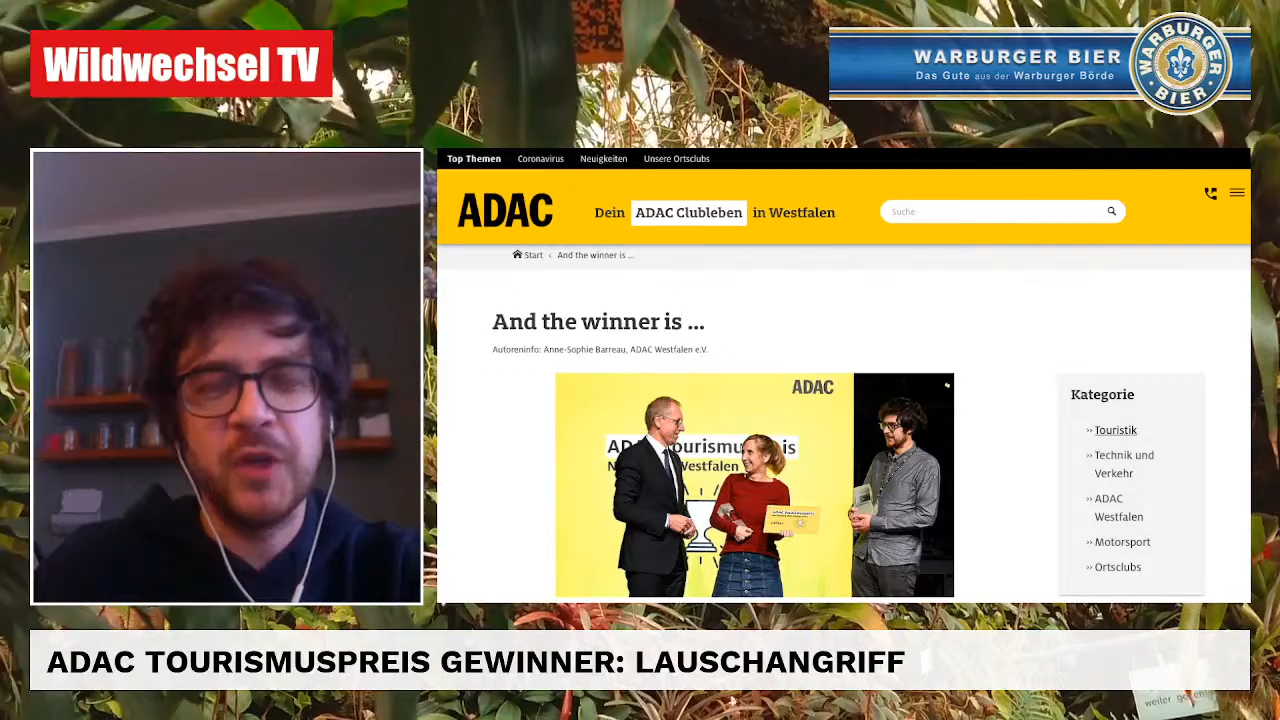 Wildwechsel TV
WARBURGER BIER
Das Gute aus der Warburger Börde
WARBURGER
BIER
Top Themen Coronavirus Neuigkeiten Unsere Ortsclubs
ADAC
Dein ADAC Clubleben in Westfalen
Suche
Start ‹ And the winner is ...
And the winner is ...
Autoreninfo: Anne-Sophie Barreau, ADAC Westfalen e.V.
ADAC
Kategorie
›› Touristik
›› Technik und
Verkehr
›› ADAC
Westfalen
›› Motorsport
›› Ortsclubs
ADAC TOURISMUSPREIS GEWINNER: LAUSCHANGRIFF